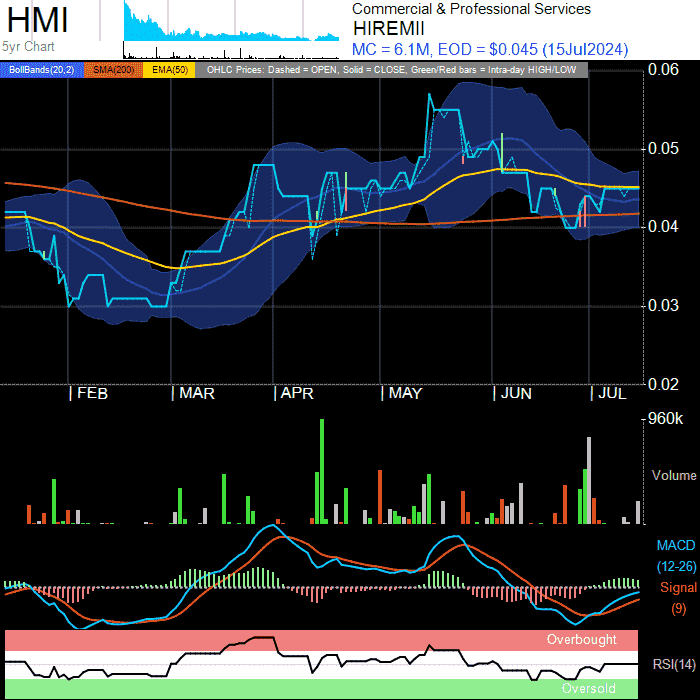 HMI
5yr Chart
Commercial & Professional Services
HIREMII
MC = 6.1M, EOD = $0.045 (15Jul2024)
BollBands(20,2) SMA(200) EMA(50) OHLC Prices: Dashed = OPEN, Solid = CLOSE, Green/Red bars = Intra-day HIGH/LOW
0.06
0.05
0.04
0.03
0.02
| FEB | MAR | APR | MAY | JUN | JUL
960k
Volume
MACD
(12-26)
Signal
(9)
Overbought
RSI(14)
Oversold